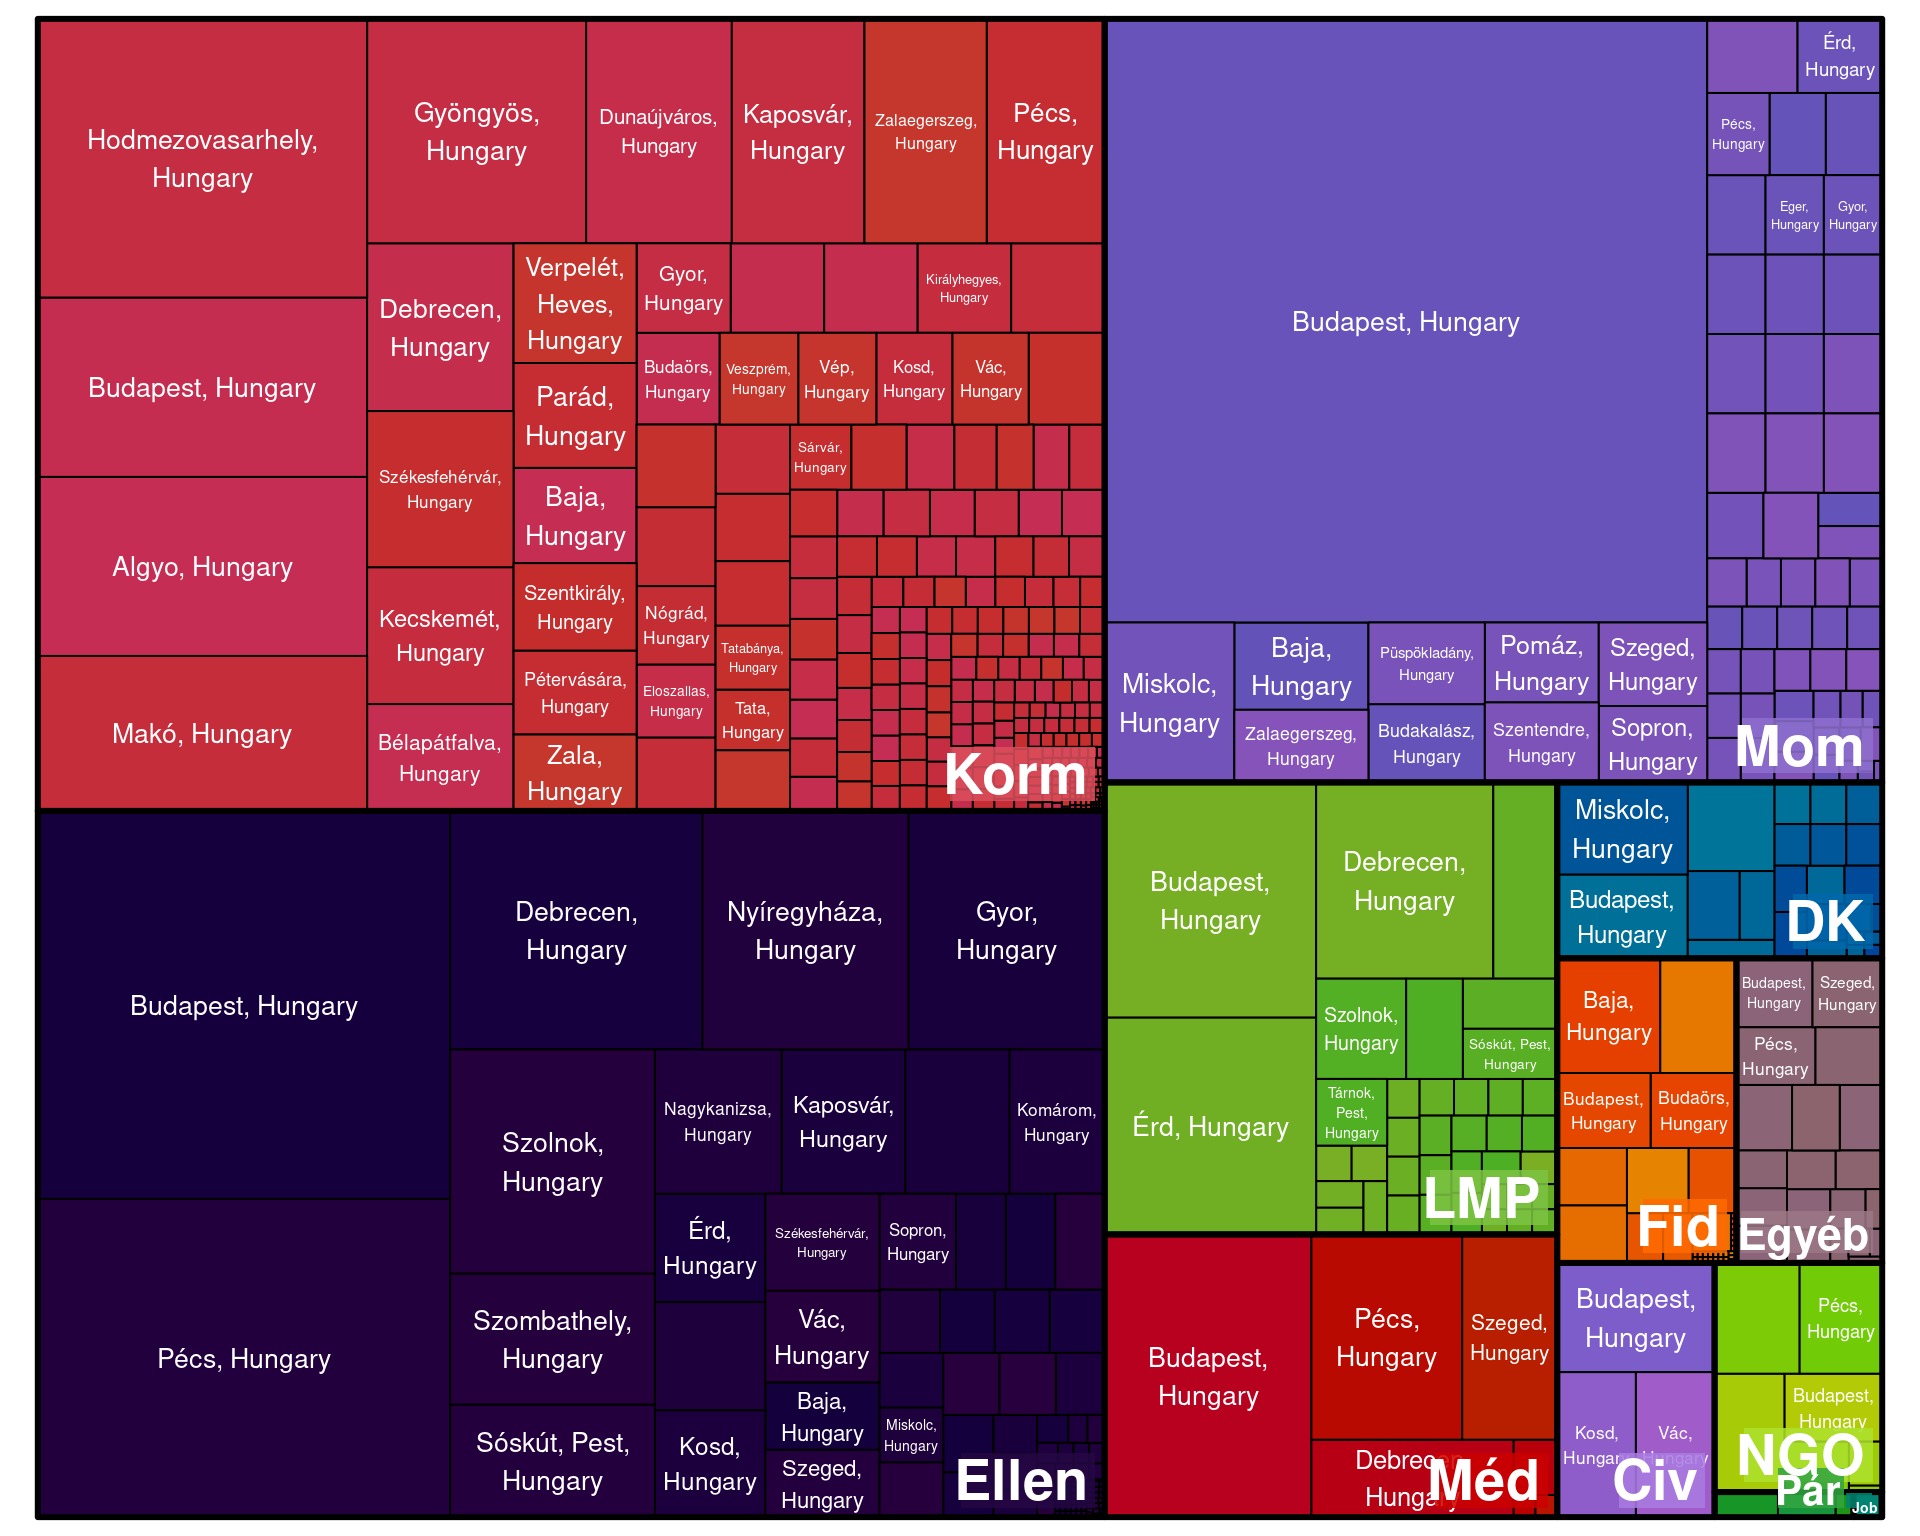 Hodmezovasarhely,
Hungary
Budapest, Hungary
Algyo, Hungary
Makó, Hungary
Gyöngyös,
Hungary
Dunaújváros,
Hungary
Kaposvár,
Hungary
Zalaegerszeg,
Hungary
Pécs,
Hungary
Debrecen,
Hungary
Székesfehérvár,
Hungary
Kecskemét,
Hungary
Bélapátfalva,
Hungary
Verpelét,
Heves,
Hungary
Parád,
Hungary
Baja,
Hungary
Szentkirály,
Hungary
Pétervására,
Hungary
Zala,
Hungary
Gyor,
Hungary
Királyhegyes,
Hungary
Budaörs,
Hungary
Veszprém,
Hungary
Vép,
Hungary
Kosd,
Hungary
Vác,
Hungary
Sárvár,
Hungary
Nógrád,
Hungary
Eloszallas,
Hungary
Tatabánya,
Hungary
Tata,
Hungary
Korm
Budapest, Hungary
Érd,
Hungary
Pécs,
Hungary
Eger,
Hungary
Gyor,
Hungary
Miskolc,
Hungary
Baja,
Hungary
Zalaegerszeg,
Hungary
Püspökladány,
Hungary
Budakalász,
Hungary
Pomáz,
Hungary
Szentendre,
Hungary
Szeged,
Hungary
Sopron,
Hungary
Mom
Budapest, Hungary
Pécs, Hungary
Debrecen,
Hungary
Nyíregyháza,
Hungary
Gyor,
Hungary
Szolnok,
Hungary
Szombathely,
Hungary
Sóskút, Pest,
Hungary
Nagykanizsa,
Hungary
Kaposvár,
Hungary
Komárom,
Hungary
Érd,
Hungary
Kosd,
Hungary
Székesfehérvár,
Hungary
Vác,
Hungary
Baja,
Hungary
Szeged,
Hungary
Sopron,
Hungary
Miskolc,
Hungary
Ellen
Budapest,
Hungary
Érd, Hungary
Debrecen,
Hungary
Szolnok,
Hungary
Sóskút, Pest,
Hungary
Tárnok,
Pest,
Hungary
LMP
Miskolc,
Hungary
Budapest,
Hungary
DK
Baja,
Hungary
Budapest,
Hungary
Budaörs,
Hungary
Fid
Budapest,
Hungary
Szeged,
Hungary
Pécs,
Hungary
Egyéb
Budapest,
Hungary
Pécs,
Hungary
Szeged,
Hungary
Debrecen,
Hungary
Méd
Budapest,
Hungary
Kosd,
Hungary
Vác,
Hungary
Civ
Pécs,
Hungary
Budapest,
Hungary
NGO
Pár
Job